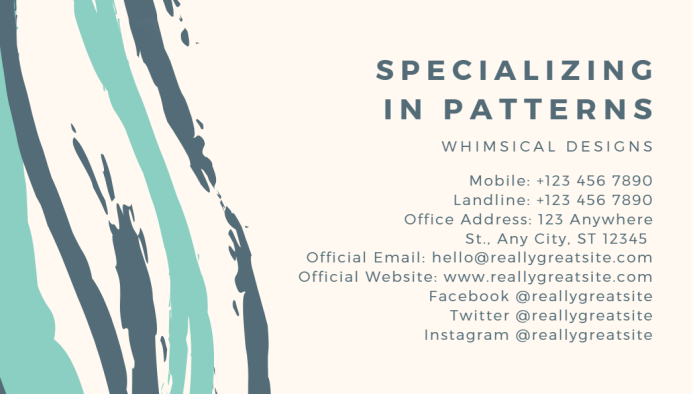 SPECIALIZING
IN PATTERNS
WHIMSICAL DESIGNS
Mobile: +123 456 7890
Landline: +123 456 7890
Office Address: 123 Anywhere
St., Any City, ST 12345
Official Email: hello@reallygreatsite.com
Official Website: www.reallygreatsite.com
Facebook @reallygreatsite
Twitter @reallygreatsite
Instagram @reallygreatsite